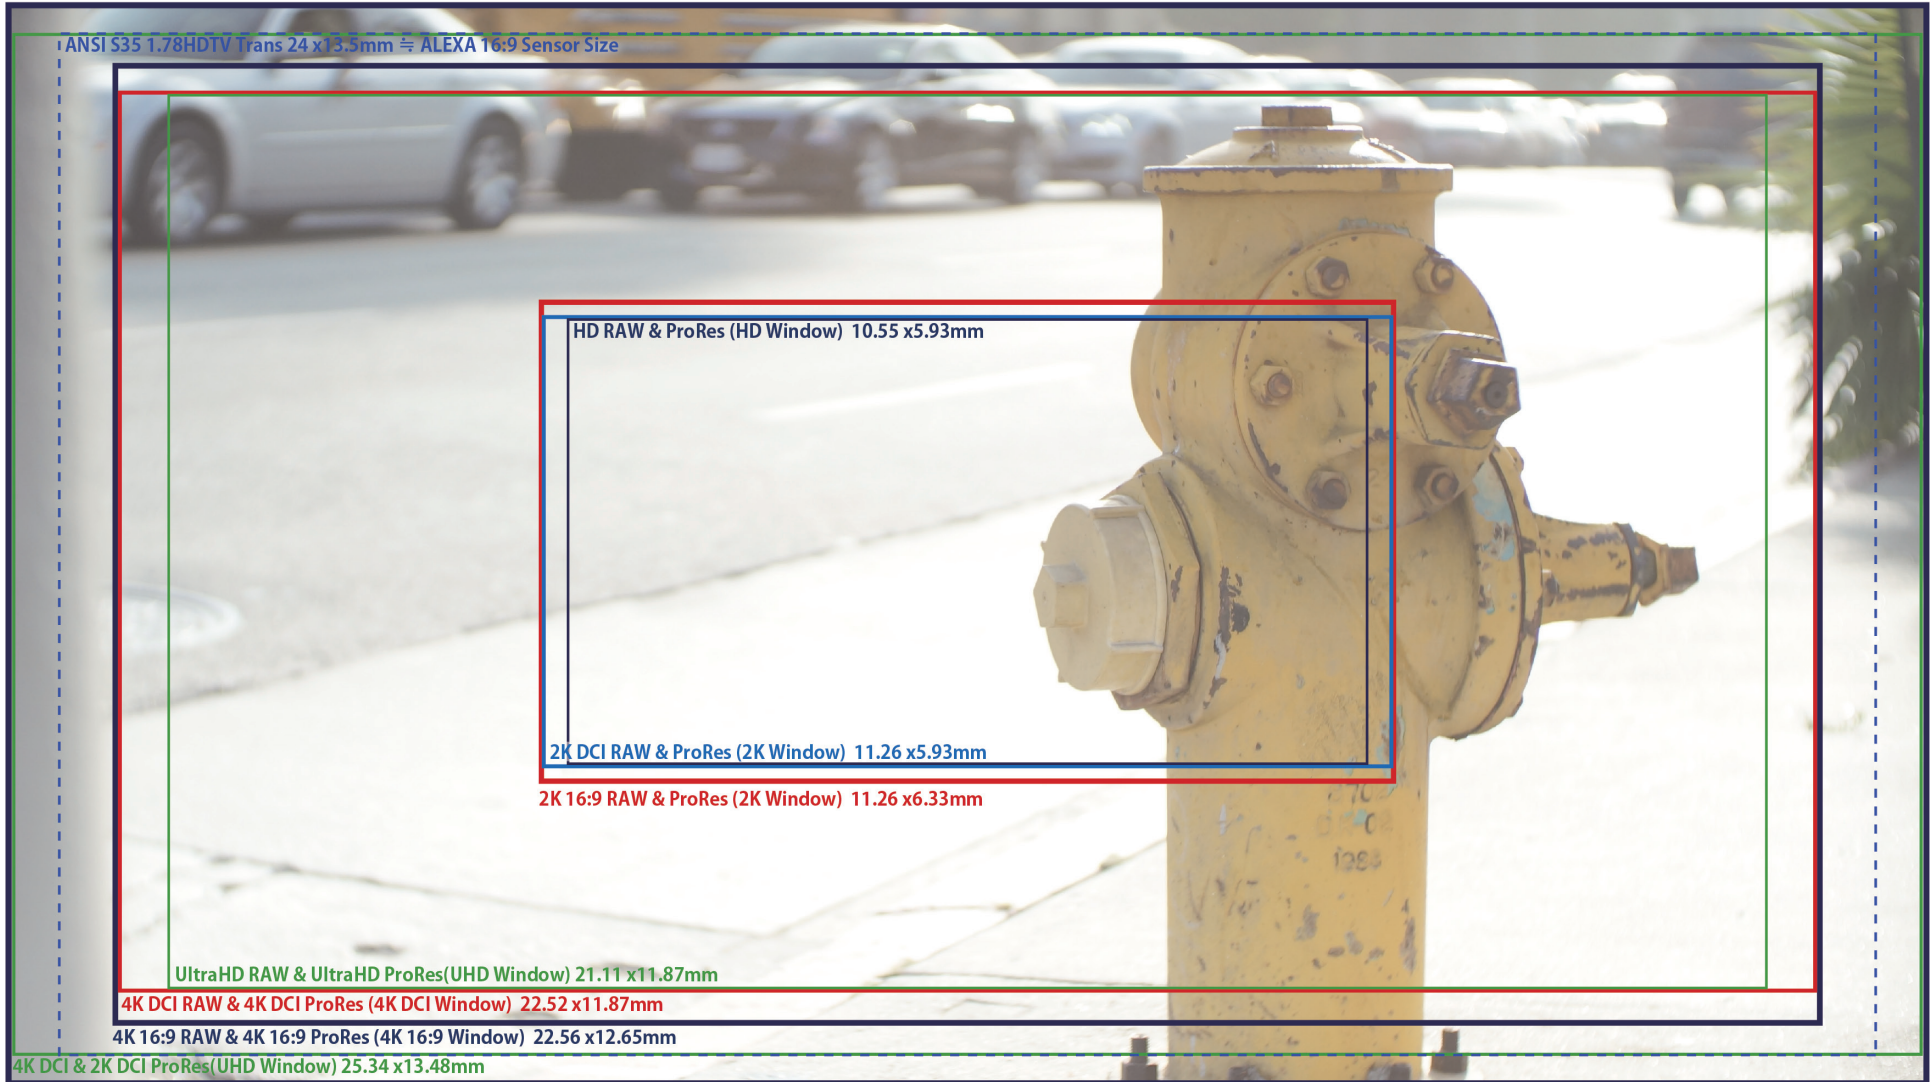 ANSI S35 1.78HDTV Trans 24 x13.5mm ≒ ALEXA 16:9 Sensor Size
HD RAW & ProRes (HD Window) 10.55 x5.93mm
2K DCI RAW & ProRes (2K Window) 11.26 x5.93mm
2K 16:9 RAW & ProRes (2K Window) 11.26 x6.33mm
1986
UltraHD RAW & UltraHD ProRes(UHD Window) 21.11 x11.87mm
4K DCI RAW & 4K DCI ProRes (4K DCI Window) 22.52 x11.87mm
4K 16:9 RAW & 4K 16:9 ProRes (4K 16:9 Window) 22.56 x12.65mm
4K DCI & 2K DCI ProRes(UHD Window) 25.34 x13.48mm